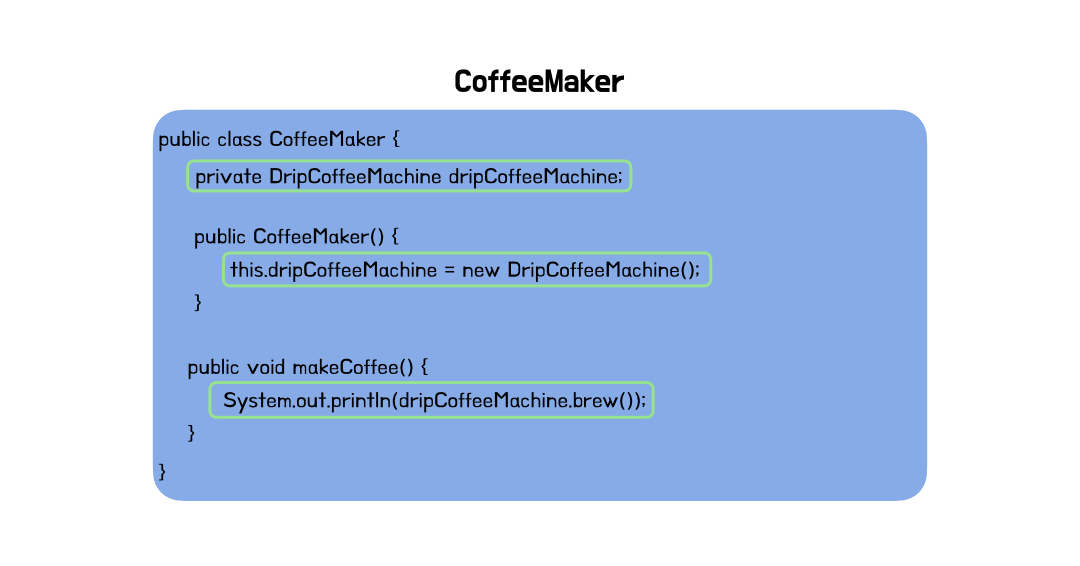 CoffeeMaker
public class CoffeeMaker {
private DripCoffeeMachine dripCoffeeMachine;
public CoffeeMaker() {
this.dripCoffeeMachine = new DripCoffeeMachine();
}
public void makeCoffee() {
System.out.println(dripCoffeeMachine.brew());
}
}